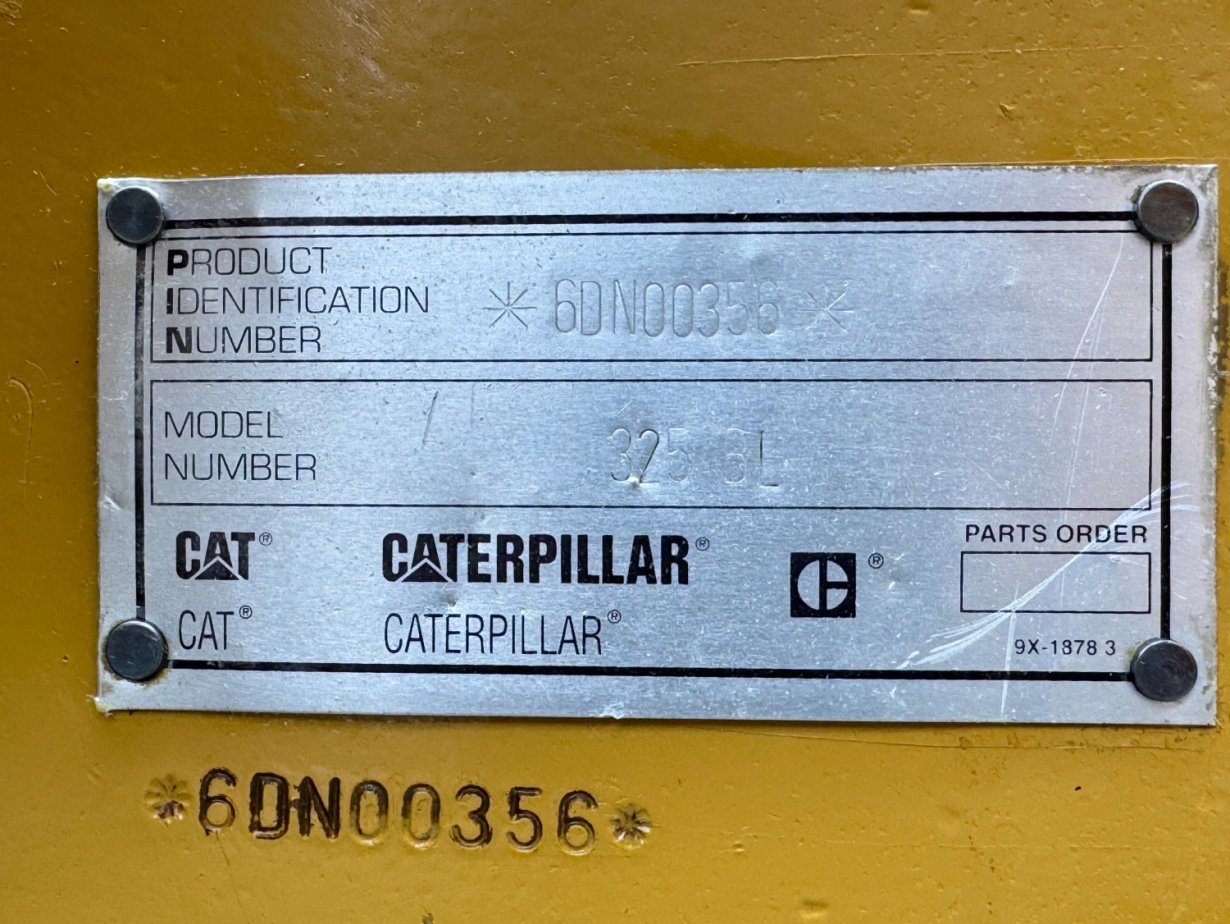 PRODUCT
IDENTIFICATION
NUMBER
*6DN00356*
MODEL
NUMBER
325 BL
CAT® CATERPILLAR® ®
CAT® CATERPILLAR®
PARTS ORDER
9X-1878 3
*6DN00356*